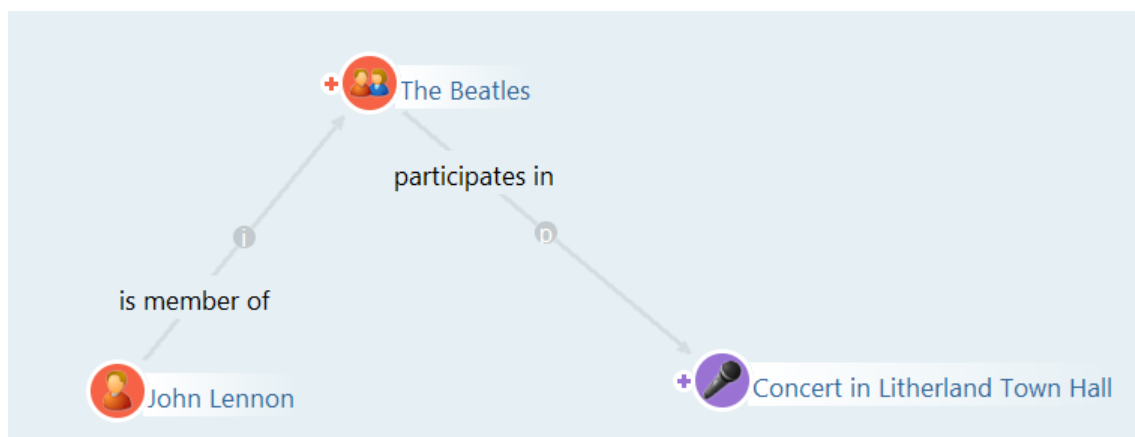 The Beatles
participates in
p
i
is member of
John Lennon
Concert in Litherland Town Hall